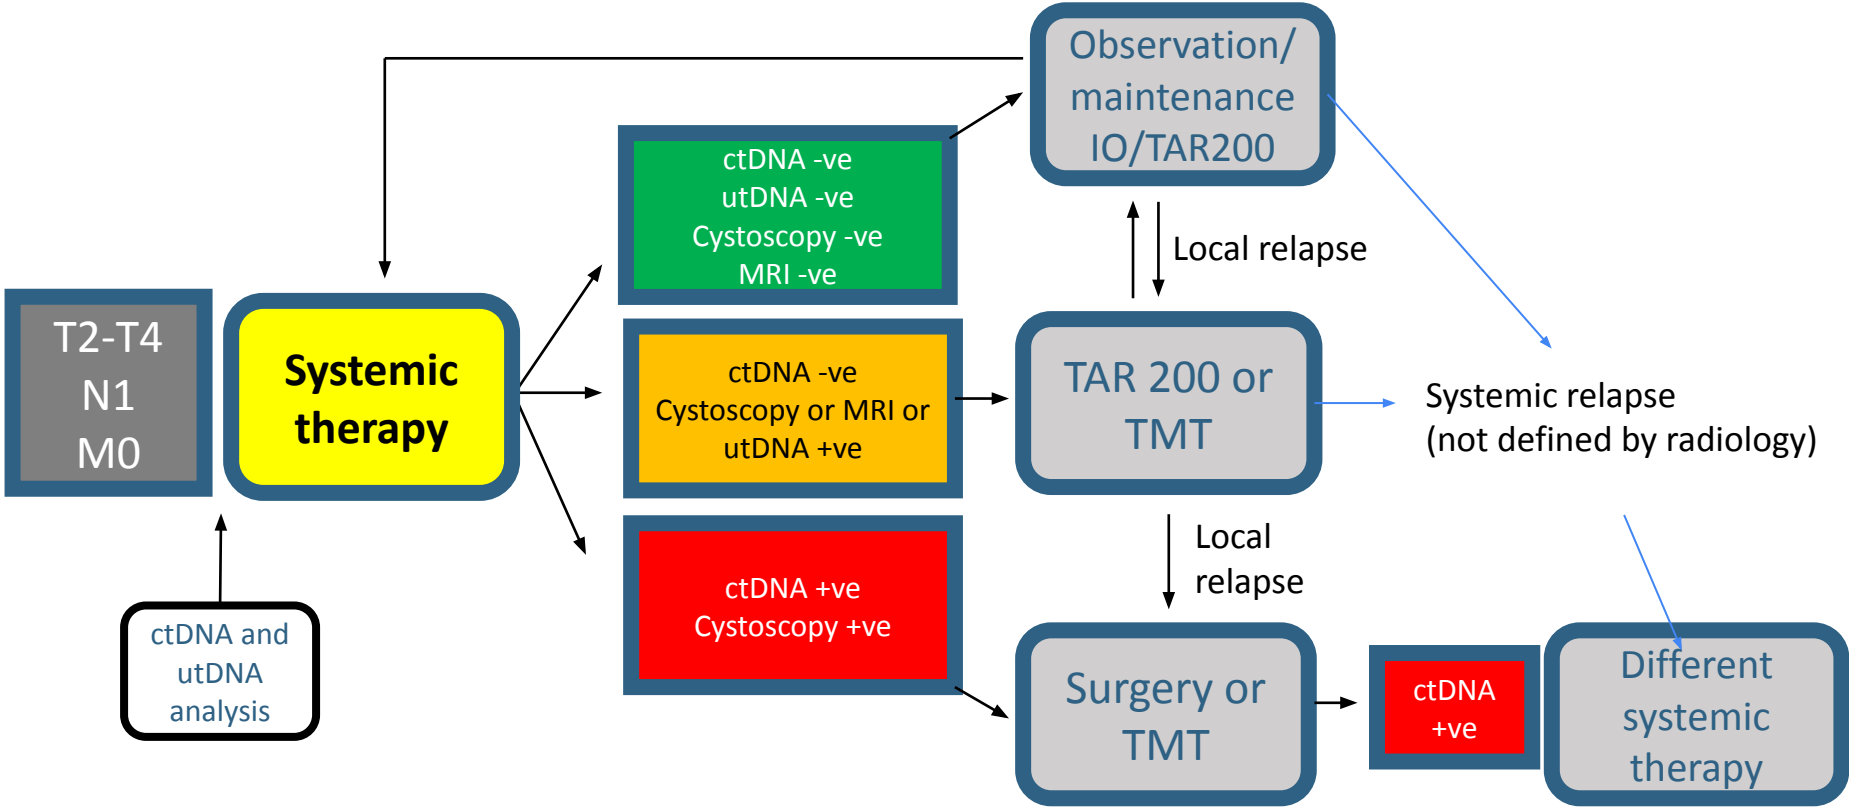 T2-T4
N1
M0
ctDNA and
utDNA
analysis
Systemic
therapy
ctDNA -ve
utDNA -ve
Cystoscopy -ve
MRI -ve
ctDNA -ve
Cystoscopy or MRI or
utDNA +ve
ctDNA +ve
Cystoscopy +ve
Observation/
maintenance
IO/TAR200
Local relapse
TAR 200 or
TMT
Local
relapse
Surgery or
TMT
Systemic relapse
(not defined by radiology)
ctDNA
+ve
Different
systemic
therapy